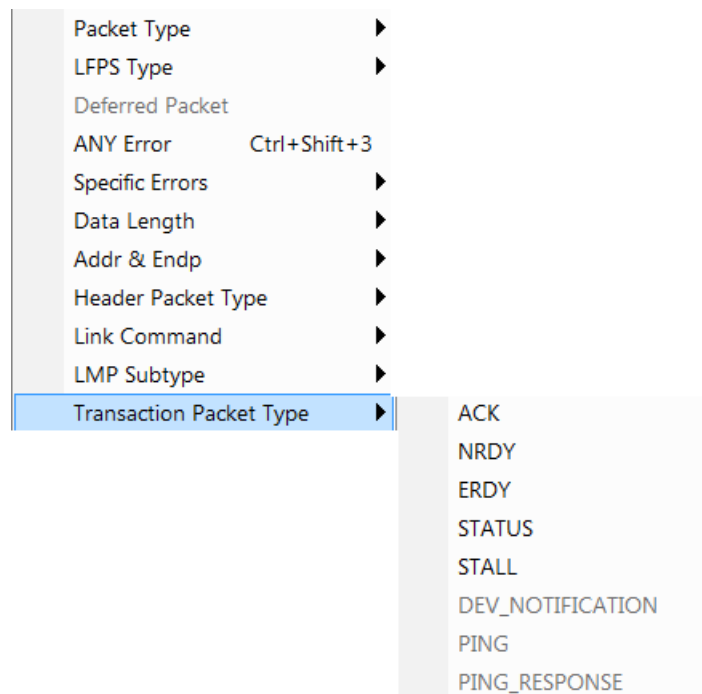 Packet Type
LFPS Type
Deferred Packet
ANY Error Ctrl+Shift+3
Specific Errors
Data Length
Addr & Endp
Header Packet Type
Link Command
LMP Subtype
Transaction Packet Type
ACK
NRDY
ERDY
STATUS
STALL
DEV_NOTIFICATION
PING
PING_RESPONSE